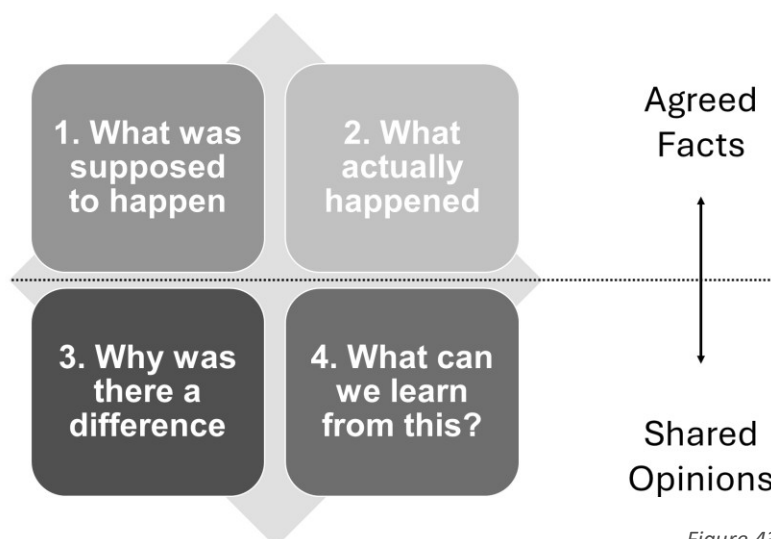 1. What was
supposed
to happen
2. What
actually
happened
Agreed
Facts
3. Why was
there a
difference
4. What can
we learn
from this?
Shared
Opinions
Figure